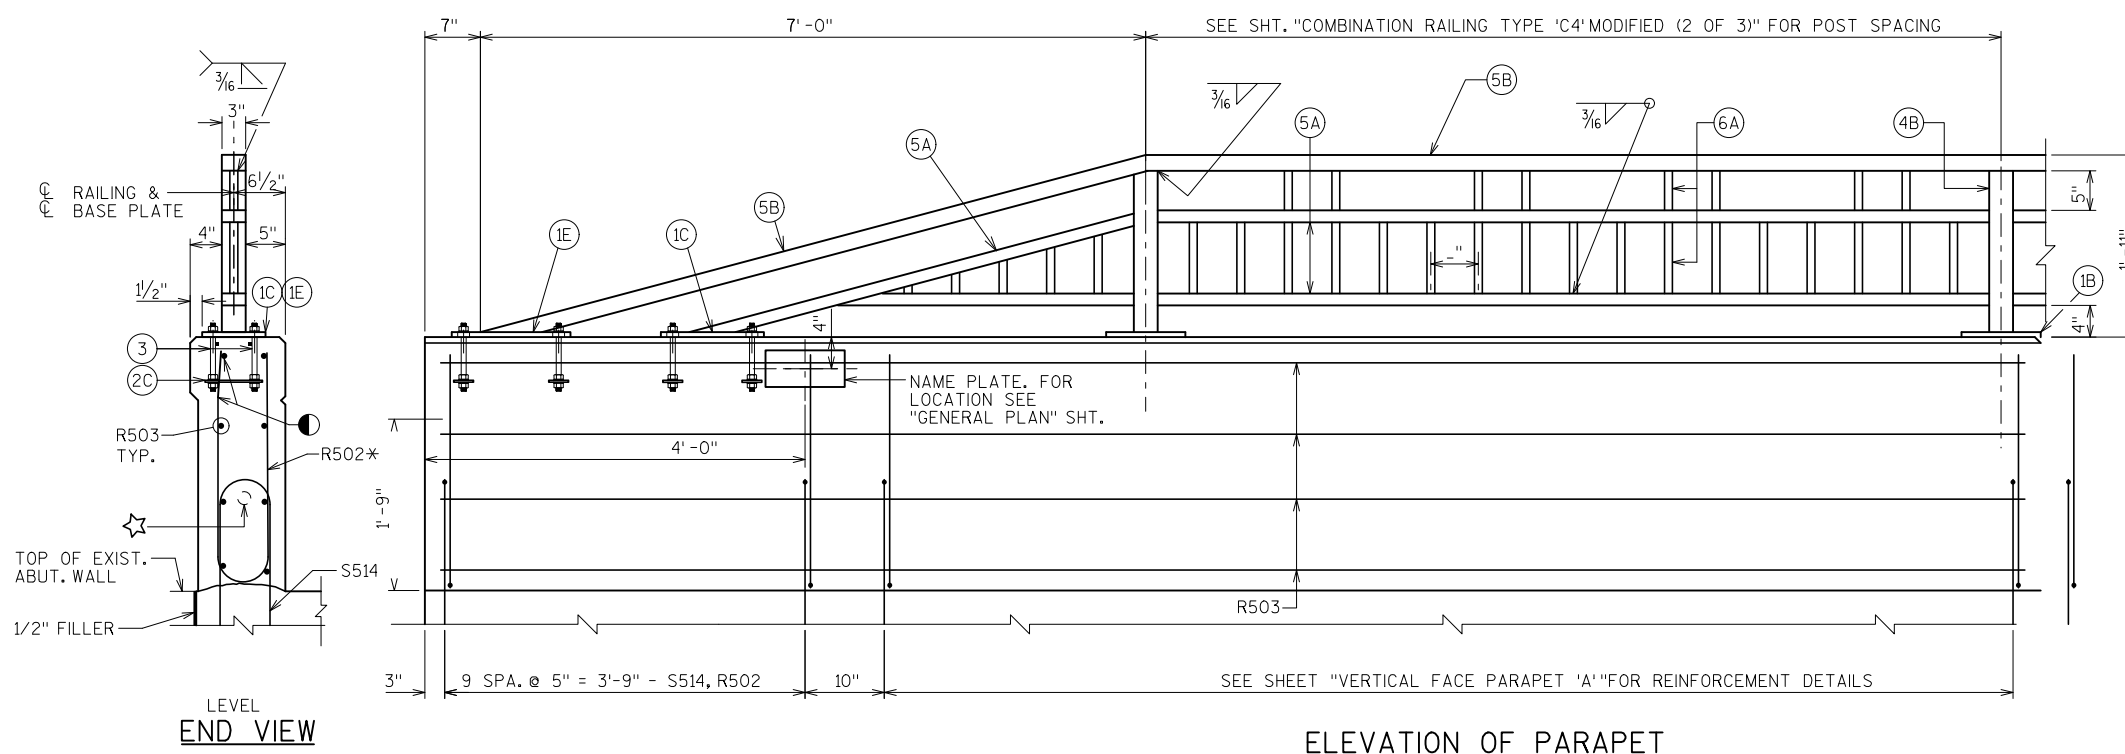 7"
7'-0"
SEE SHT. "COMBINATION RAILING TYPE 'C4' MODIFIED (2 OF 3)" FOR POST SPACING
3/16
3"
3/16
5B
5A
3/16
6A
4B
5A
℄ RAILING &
℄ BASE PLATE
6 1/2"
5B
5"
4"
5"
1E
1C
1'-11"
1 1/2"
1C
1E
1B
4"
4"
-"
3
2C
NAME PLATE. FOR
LOCATION SEE
"GENERAL PLAN" SHT.
R503
TYP.
R502*
4'-0"
1'-9"
TOP OF EXIST.
ABUT. WALL
S514
R503
1/2" FILLER
3"
9 SPA. @ 5" = 3'-9" - S514, R502
10"
SEE SHEET "VERTICAL FACE PARAPET 'A'"FOR REINFORCEMENT DETAILS
LEVEL
END VIEW
ELEVATION OF PARAPET